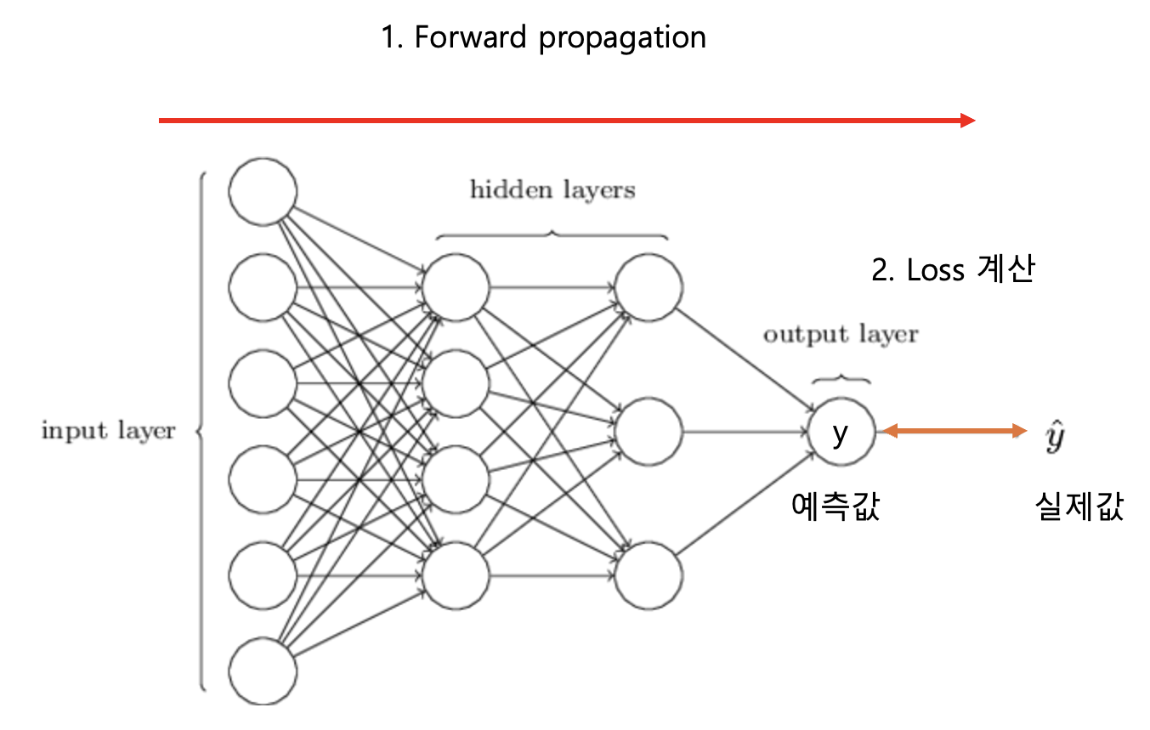 1. Forward propagation
hidden layers
2. Loss 계산
output layer
input layer
y
ŷ
예측값
실제값